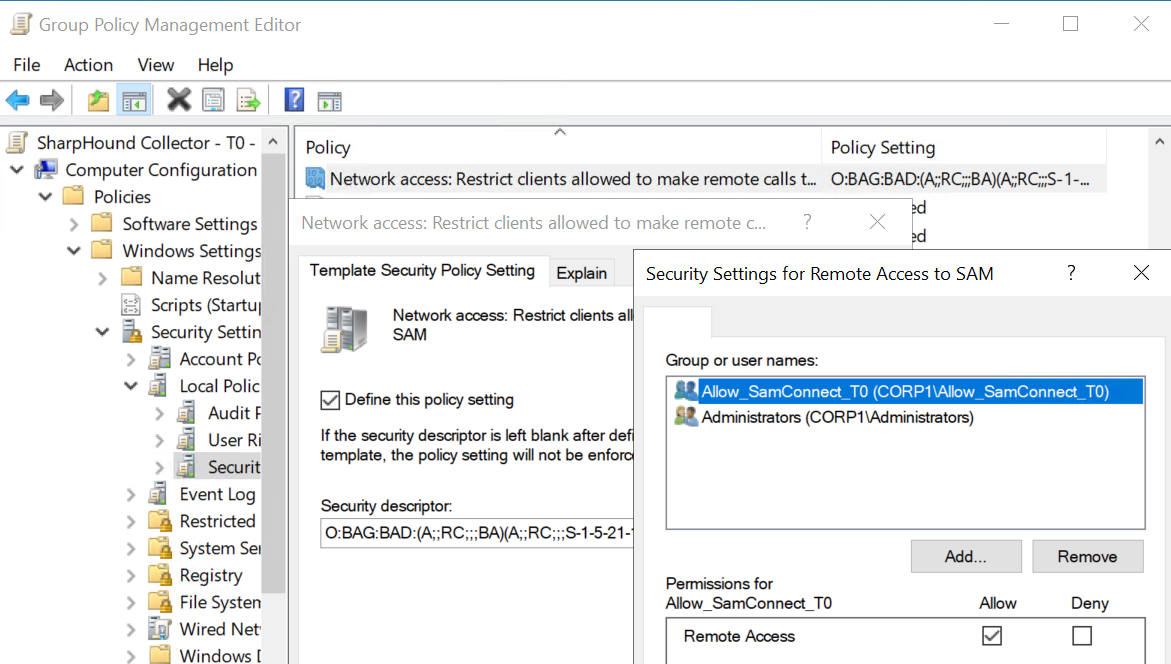 Group Policy Management Editor
File Action View Help
SharpHound Collector - T0 -
Computer Configuration
Policies
Software Settings
Windows Settings
Name Resolut
Scripts (Startu
Security Settin
Account Po
Local Polic
Audit P
User Ri
Securit
Event Log
Restricted
System Ser
Registry
File System
Wired Net
Windows D
Policy Policy Setting
Network access: Restrict clients allowed to make remote calls t... O:BAG:BAD:(A;;RC;;;BA)(A;;RC;;;S-1-...
ed
ed
Network access: Restrict clients allowed to make remote c... ?
Template Security Policy Setting Explain
Network access: Restrict clients all
SAM
Define this policy setting
If the security descriptor is left blank after defi
template, the policy setting will not be enforc
Security descriptor:
O:BAG:BAD:(A;;RC;;;BA)(A;;RC;;;S-1-5-21-1
Security Settings for Remote Access to SAM ?
Group or user names:
Allow_SamConnect_T0 (CORP1\Allow_SamConnect_T0)
Administrators (CORP1\Administrators)
Add... Remove
Permissions for
Allow_SamConnect_T0 Allow Deny
Remote Access